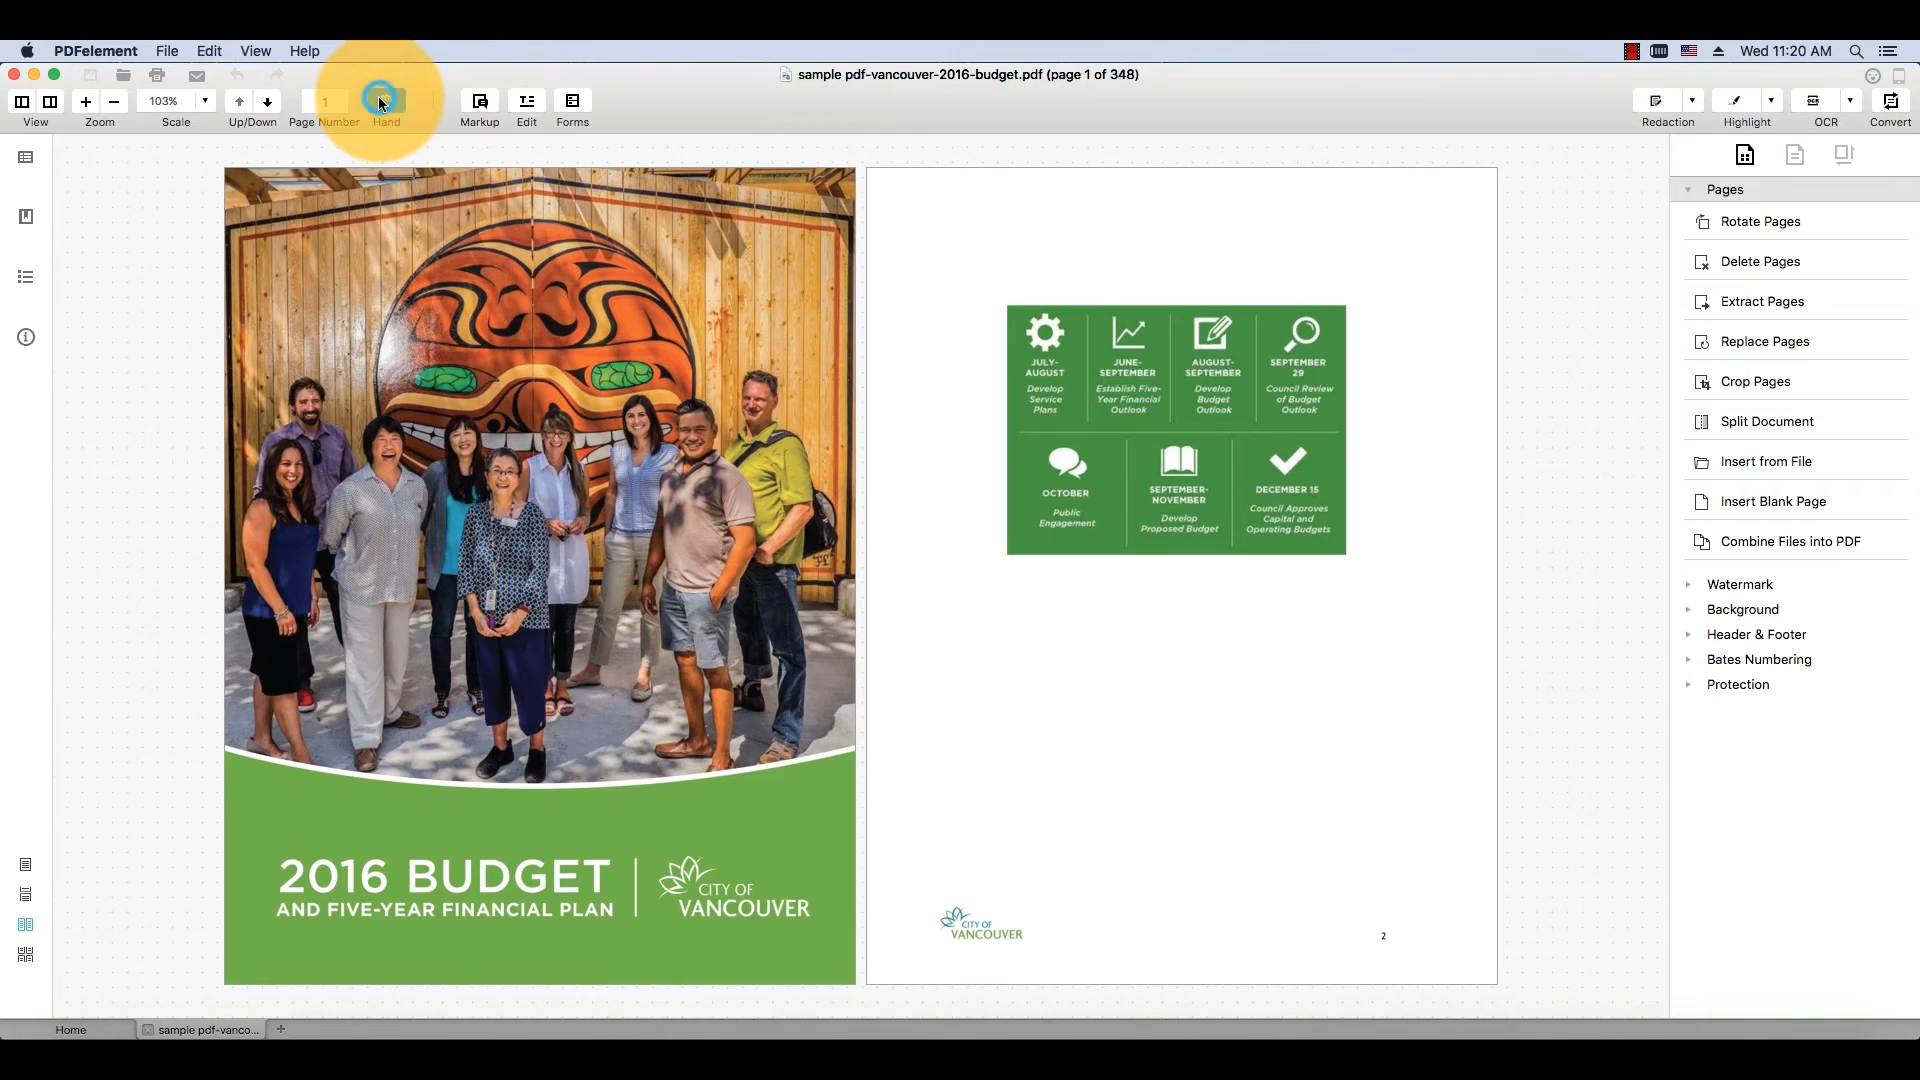 PDFelement File Edit View Help
Wed 11:20 AM
sample pdf-vancouver-2016-budget.pdf (page 1 of 348)
103%
1
View Zoom Scale Up/Down Page Number Hand Markup Edit Forms
OCR
Redaction Highlight OCR Convert
Pages
Rotate Pages
Delete Pages
Extract Pages
Replace Pages
Crop Pages
Split Document
Insert from File
Insert Blank Page
Combine Files into PDF
Watermark
Background
Header & Footer
Bates Numbering
Protection
2016 BUDGET
AND FIVE-YEAR FINANCIAL PLAN
CITY OF
VANCOUVER
JULY-
AUGUST
Develop
Service
Plans
JUNE-
SEPTEMBER
Establish Five-
Year Financial
Outlook
AUGUST-
SEPTEMBER
Develop
Budget
Outlook
SEPTEMBER
29
Council Review
of Budget
Outlook
OCTOBER
Public
Engagement
SEPTEMBER-
NOVEMBER
Develop
Proposed Budget
DECEMBER 15
Council Approves
Capital and
Operating Budgets
CITY OF
VANCOUVER
2
Home
sample pdf-vanco...